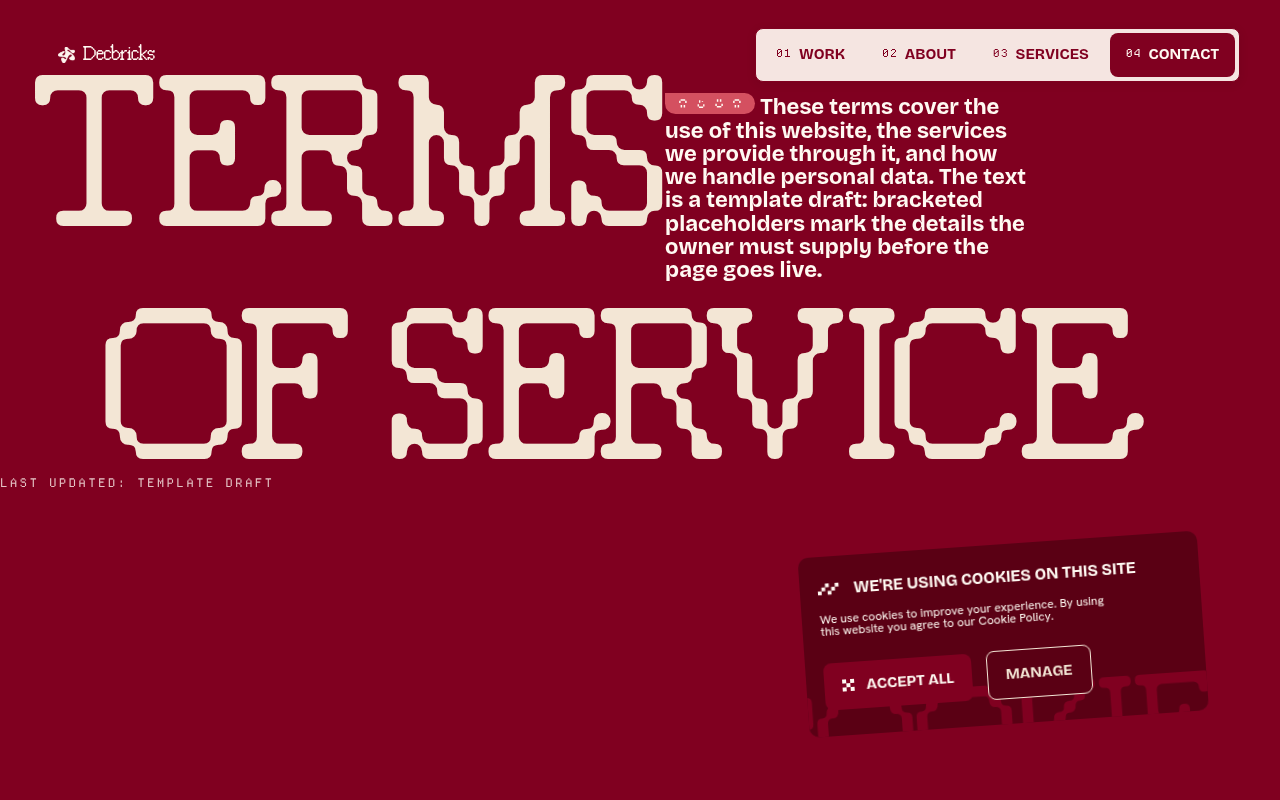 Decbricks
01 WORK 02 ABOUT 03 SERVICES 04 CONTACT
TERMS
These terms cover the
use of this website, the services
we provide through it, and how
we handle personal data. The text
is a template draft: bracketed
placeholders mark the details the
owner must supply before the
page goes live.
OF SERVICE
LAST UPDATED: TEMPLATE DRAFT
WE'RE USING COOKIES ON THIS SITE
We use cookies to improve your experience. By using
this website you agree to our Cookie Policy.
ACCEPT ALL
MANAGE